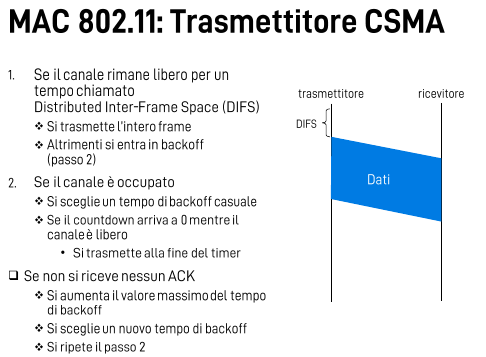 MAC 802.11: Trasmettitore CSMA
1. Se il canale rimane libero per un
tempo chiamato
Distributed Inter-Frame Space (DIFS)
❖ Si trasmette l'intero frame
❖ Altrimenti si entra in backoff
(passo 2)
2. Se il canale è occupato
❖ Si sceglie un tempo di backoff casuale
❖ Se il countdown arriva a 0 mentre il
canale è libero
• Si trasmette alla fine del timer
❑ Se non si riceve nessun ACK
❖ Si aumenta il valore massimo del tempo
di backoff
❖ Si sceglie un nuovo tempo di backoff
❖ Si ripete il passo 2
trasmettitore ricevitore
DIFS
Dati